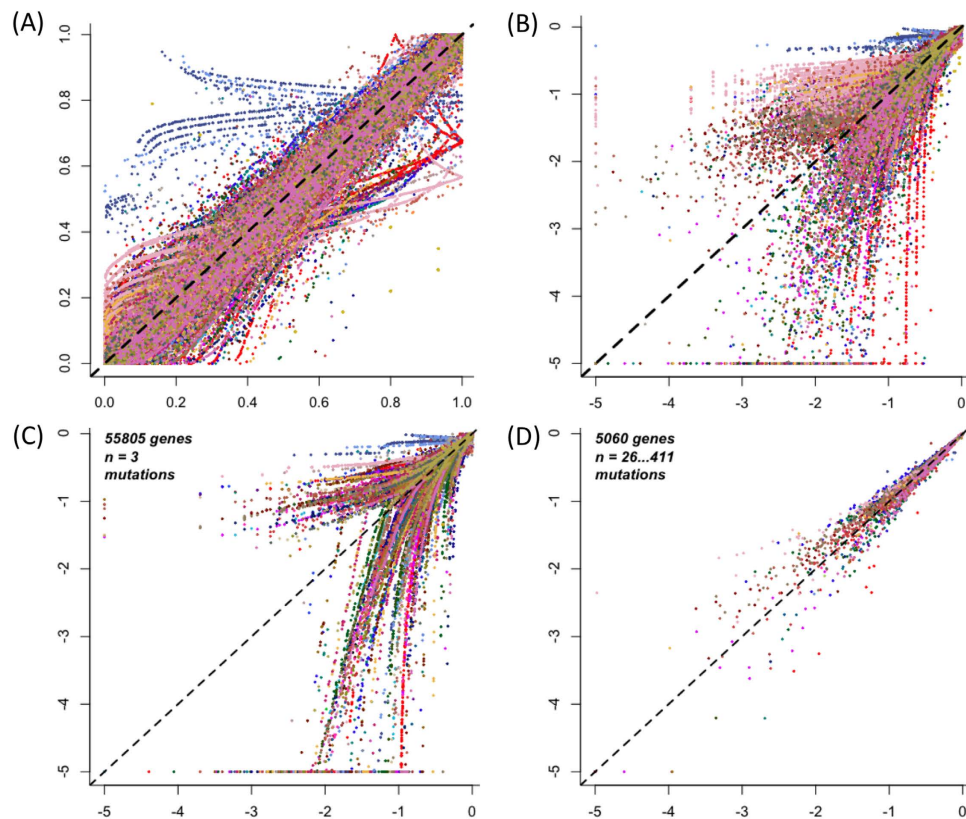 (A)
1.0
0.8
0.6
0.4
0.2
0.0
0.0 0.2 0.4 0.6 0.8 1.0
(B)
0
-1
-2
-3
-4
-5
-5 -4 -3 -2 -1 0
(C)
55805 genes
n = 3
mutations
0
-1
-2
-3
-4
-5
-5 -4 -3 -2 -1 0
(D)
5060 genes
n = 26...411
mutations
0
-1
-2
-3
-4
-5
-5 -4 -3 -2 -1 0